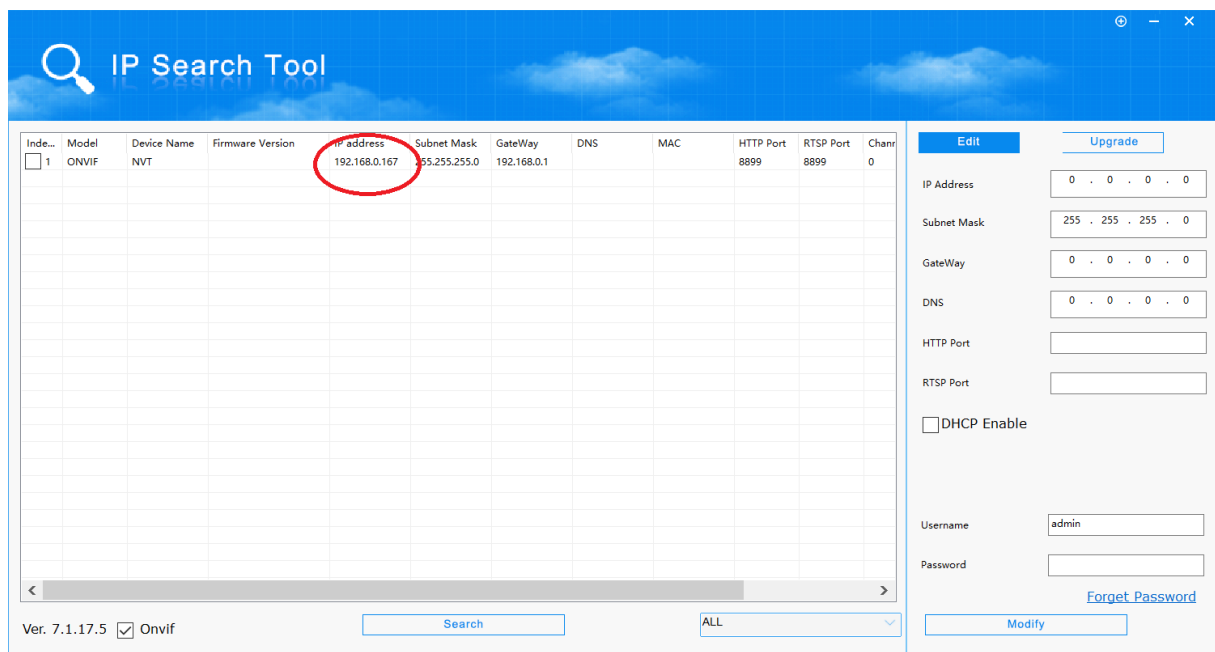 IP Search Tool
Inde... Model Device Name Firmware Version IP address Subnet Mask GateWay DNS MAC HTTP Port RTSP Port Chanr
1 ONVIF NVT 192.168.0.167 255.255.255.0 192.168.0.1 8899 8899 0
Edit Upgrade
IP Address 0 . 0 . 0 . 0
Subnet Mask 255 . 255 . 255 . 0
GateWay 0 . 0 . 0 . 0
DNS 0 . 0 . 0 . 0
HTTP Port
RTSP Port
DHCP Enable
Username admin
Password
Forget Password
Ver. 7.1.17.5 Onvif Search ALL Modify